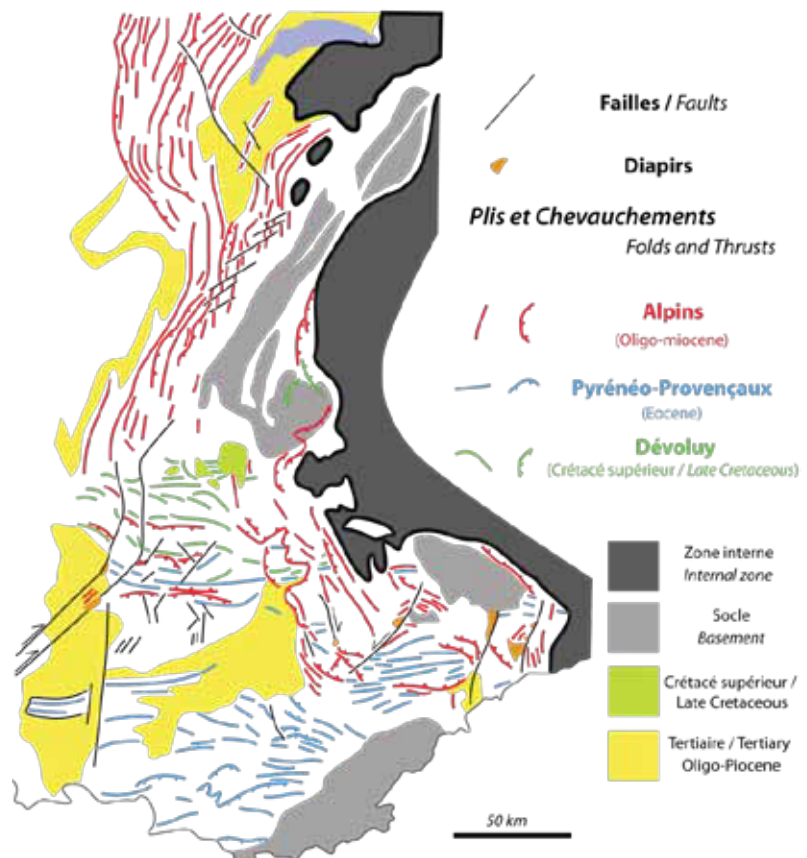 Failles / Faults
Diapirs
Plis et Chevauchements
Folds and Thrusts
Alpins
(Oligo-miocene)
Pyrénéo-Provençaux
(Eocene)
Dévoluy
(Crétacé supérieur / Late Cretaceous)
Zone interne
Internal zone
Socle
Basement
Crétacé supérieur /
Late Cretaceous
Tertiaire / Tertiary
Oligo-Plocene
50 km